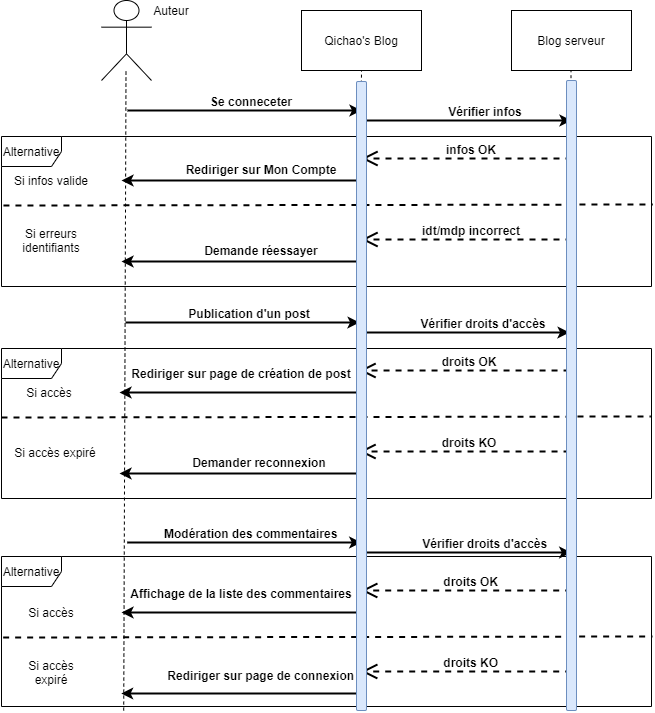 Auteur
Qichao's Blog
Blog serveur
Se conneceter
Vérifier infos
Alternative
infos OK
Rediriger sur Mon Compte
Si infos valide
Si erreurs
identifiants
idt/mdp incorrect
Demande réessayer
Publication d'un post
Vérifier droits d'accès
Alternative
droits OK
Rediriger sur page de création de post
Si accès
Si accès expiré
droits KO
Demander reconnexion
Modération des commentaires
Vérifier droits d'accès
Alternative
droits OK
Affichage de la liste des commentaires
Si accès
Si accès
expiré
droits KO
Rediriger sur page de connexion